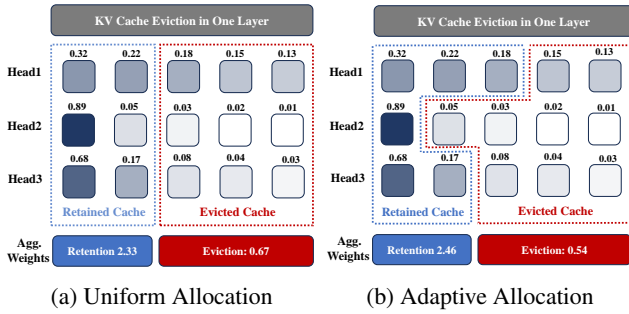 KV Cache Eviction in One Layer
0.32 0.22 0.18 0.15 0.13
Head1
0.89 0.05 0.03 0.02 0.01
Head2
0.68 0.17 0.08 0.04 0.03
Head3
Retained Cache Evicted Cache
Agg.
Weights
Retention 2.33 Eviction: 0.67
(a) Uniform Allocation
KV Cache Eviction in One Layer
0.32 0.22 0.18 0.15 0.13
Head1
0.89 0.05 0.03 0.02 0.01
Head2
0.68 0.17 0.08 0.04 0.03
Head3
Retained Cache Evicted Cache
Agg.
Weights
Retention 2.46 Eviction: 0.54
(b) Adaptive Allocation